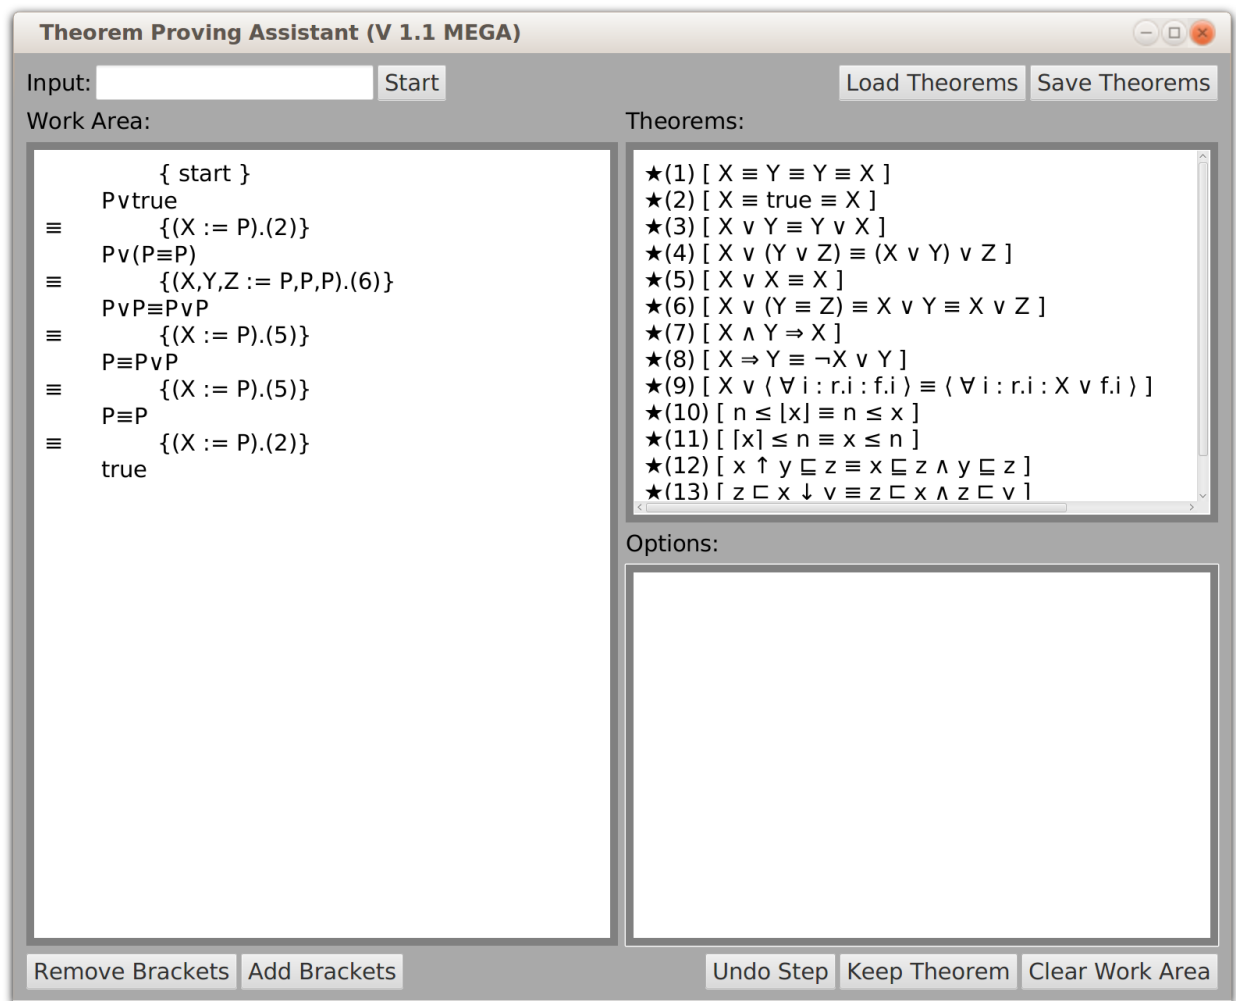 Theorem Proving Assistant (V 1.1 MEGA)
Input: Start Load Theorems Save Theorems
Work Area:
{ start }
P∨true
≡ {(X := P).(2)}
P∨(P≡P)
≡ {(X,Y,Z := P,P,P).(6)}
P∨P≡P∨P
≡ {(X := P).(5)}
P≡P∨P
≡ {(X := P).(5)}
P≡P
≡ {(X := P).(2)}
true
Theorems:
★(1) [ X ≡ Y ≡ Y ≡ X ]
★(2) [ X ≡ true ≡ X ]
★(3) [ X ∨ Y ≡ Y ∨ X ]
★(4) [ X ∨ (Y ∨ Z) ≡ (X ∨ Y) ∨ Z ]
★(5) [ X ∨ X ≡ X ]
★(6) [ X ∨ (Y ≡ Z) ≡ X ∨ Y ≡ X ∨ Z ]
★(7) [ X ∧ Y ⇒ X ]
★(8) [ X ⇒ Y ≡ ¬X ∨ Y ]
★(9) [ X ∨ ⟨ ∀ i : r.i : f.i ⟩ ≡ ⟨ ∀ i : r.i : X ∨ f.i ⟩ ]
★(10) [ n ≤ ⌊x⌋ ≡ n ≤ x ]
★(11) [ ⌈x⌉ ≤ n ≡ x ≤ n ]
★(12) [ x ↑ y ⊑ z ≡ x ⊑ z ∧ y ⊑ z ]
★(13) [ z ⊑ x ↓ y ≡ z ⊑ x ∧ z ⊑ y ]
Options:
Remove Brackets Add Brackets Undo Step Keep Theorem Clear Work Area